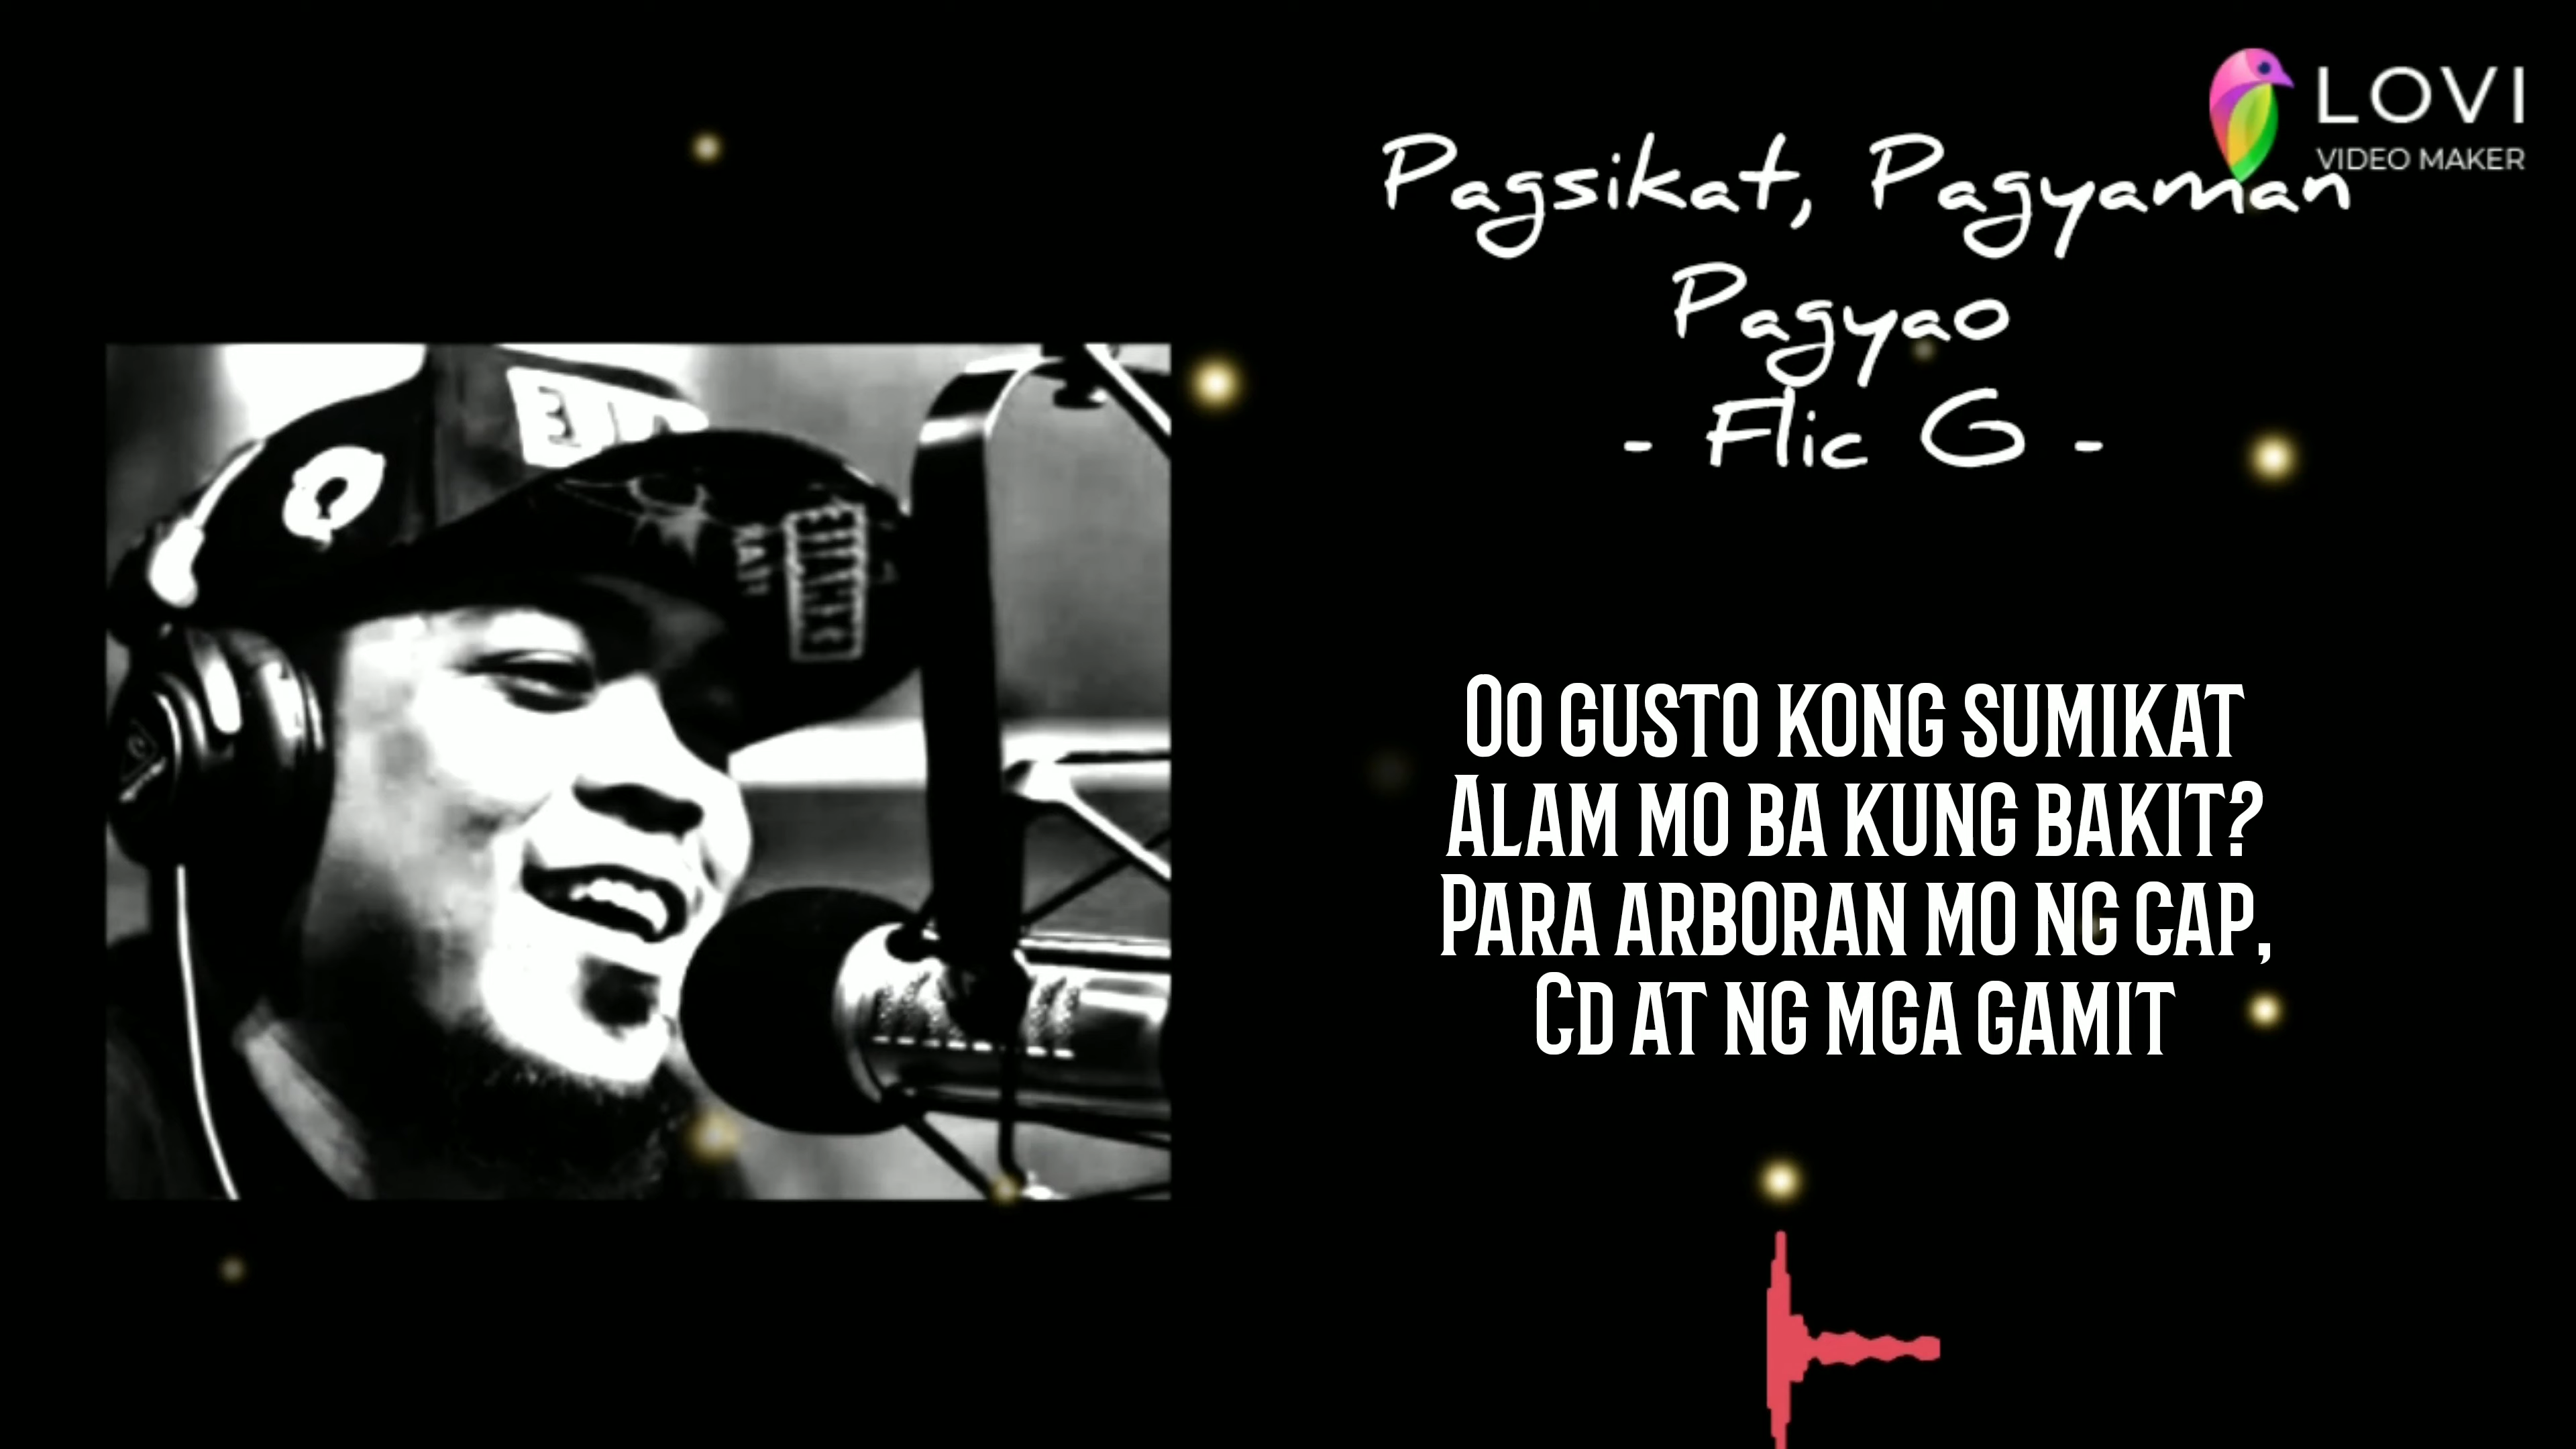 LOVI
VIDEO MAKER
Pagsikat, Pagyaman
Pagyao
- Flic G -
Oo gusto kong sumikat
Alam mo ba kung bakit?
Para arboran mo ng cap,
Cd at ng mga gamit